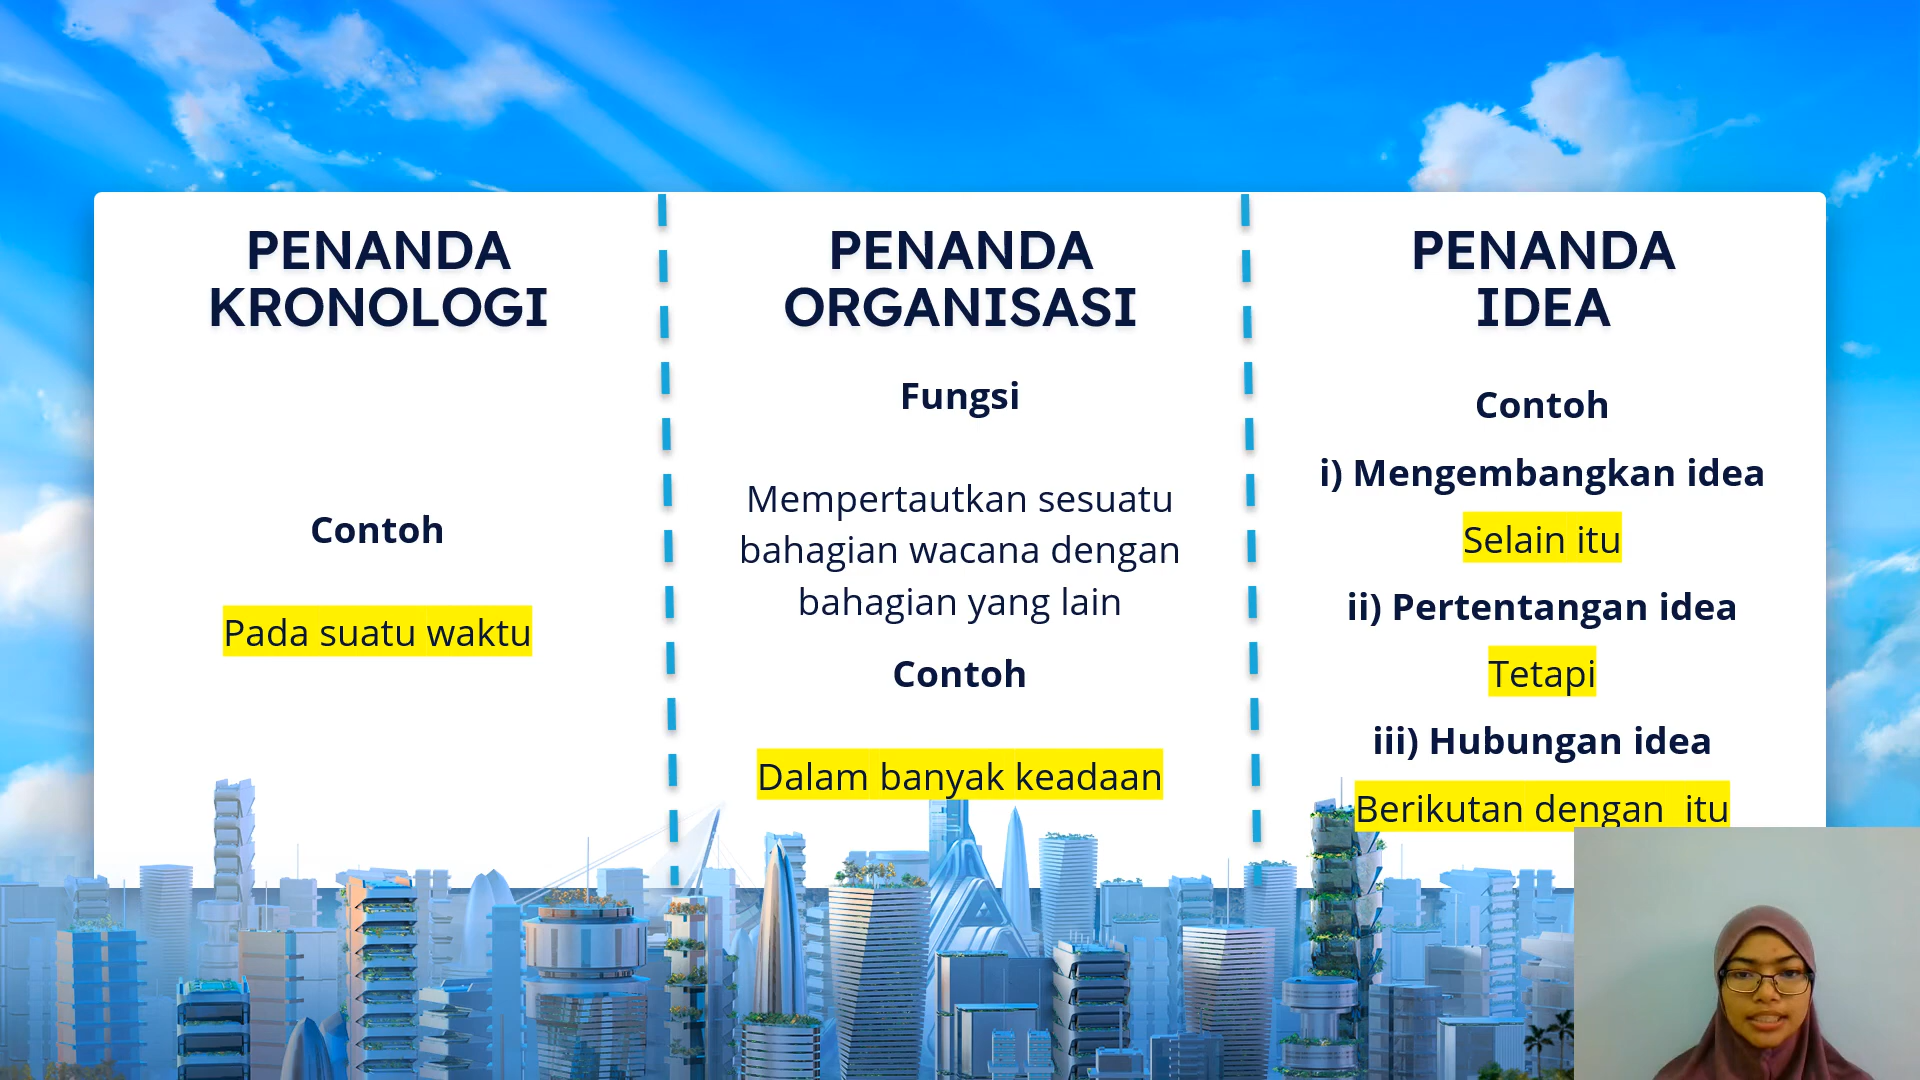 PENANDA
KRONOLOGI
Contoh
Pada suatu waktu
PENANDA
ORGANISASI
Fungsi
Mempertautkan sesuatu
bahagian wacana dengan
bahagian yang lain
Contoh
Dalam banyak keadaan
PENANDA
IDEA
Contoh
i) Mengembangkan idea
Selain itu
ii) Pertentangan idea
Tetapi
iii) Hubungan idea
Berikutan dengan  itu